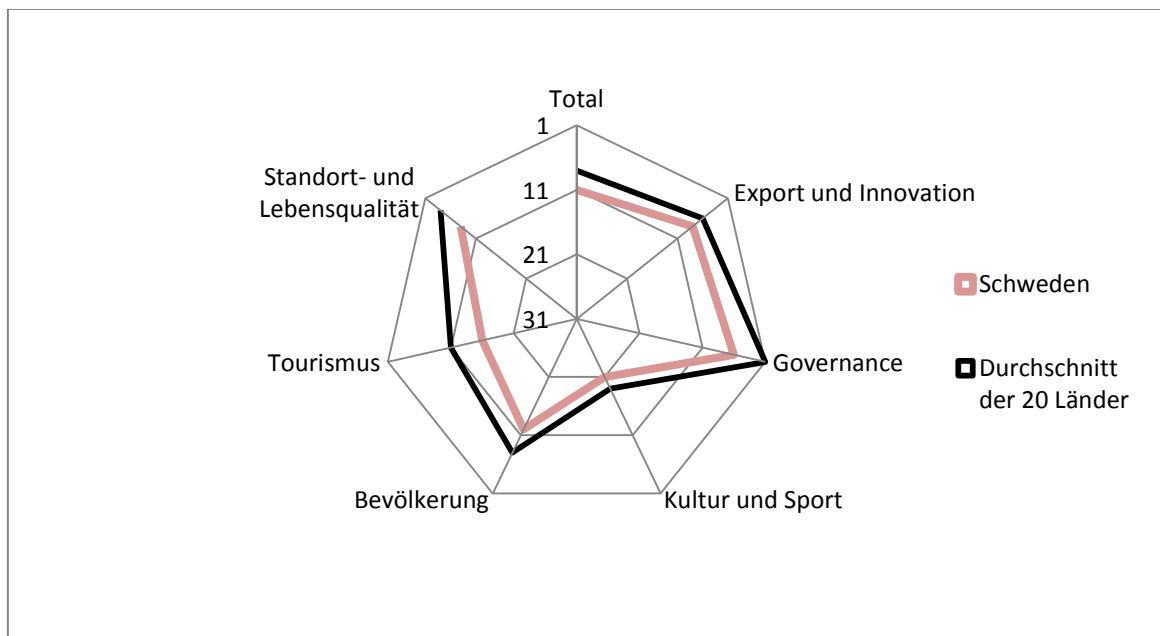 Total
1
11
21
31
Export und Innovation
Governance
Kultur und Sport
Bevölkerung
Tourismus
Standort- und
Lebensqualität
Schweden
Durchschnitt
der 20 Länder